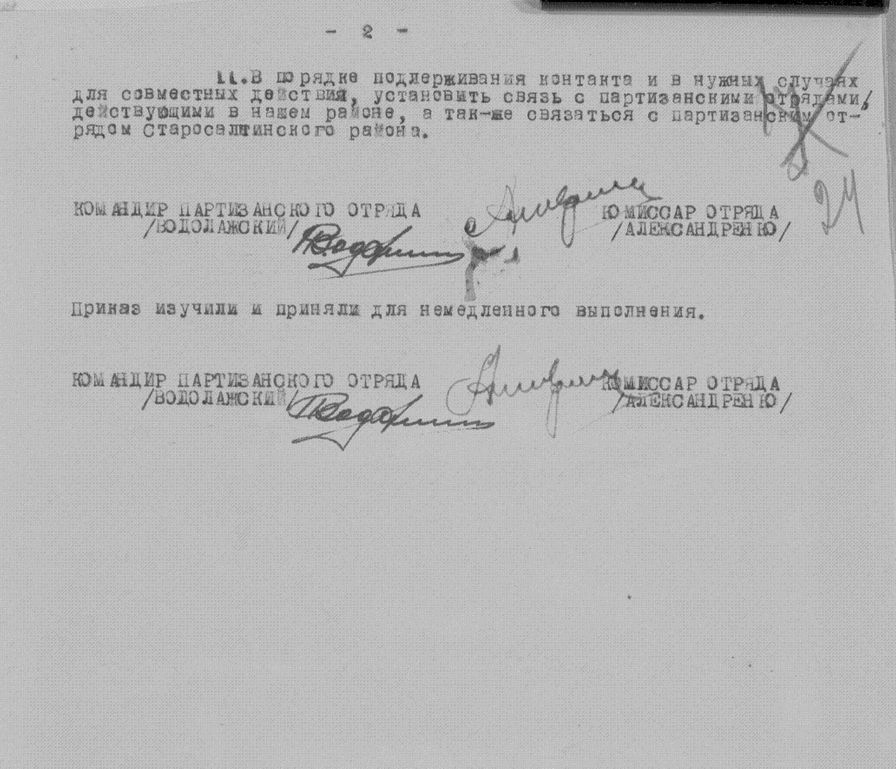 - 2 -
11.В порядке поддерживания контакта и в нужных случаях
для совместных действия, установить связь с партизанскими отрядами,
действующими в нашем районе, а так-же связаться с партизанским от-
рядом Старосалтинского района.
КОМАНДИР ПАРТИЗАНСКОГО ОТРЯДА КОМИССАР ОТРЯДА
/ВОДОЛАЖСКИЙ/ /АЛЕКСАНДРЕНКО/
Приказ изучили и приняли для немедленного выполнения.
КОМАНДИР ПАРТИЗАНСКОГО ОТРЯДА КОМИССАР ОТРЯДА
/ВОДОЛАЖСКИЙ/ /АЛЕКСАНДРЕНКО/
24